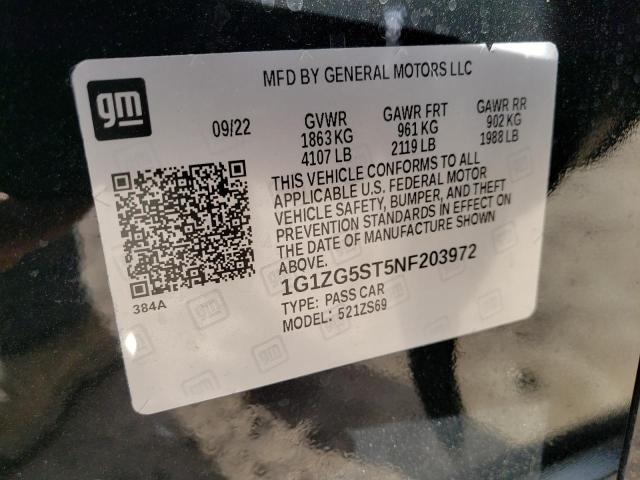 MFD BY GENERAL MOTORS LLC
gm
09/22 GVWR GAWR FRT GAWR RR
1863 KG 961 KG 902 KG
4107 LB 2119 LB 1988 LB
THIS VEHICLE CONFORMS TO ALL
APPLICABLE U.S. FEDERAL MOTOR
VEHICLE SAFETY, BUMPER, AND THEFT
PREVENTION STANDARDS IN EFFECT ON
THE DATE OF MANUFACTURE SHOWN
ABOVE.
1G1ZG5ST5NF203972
TYPE: PASS CAR
MODEL: 521ZS69
384A